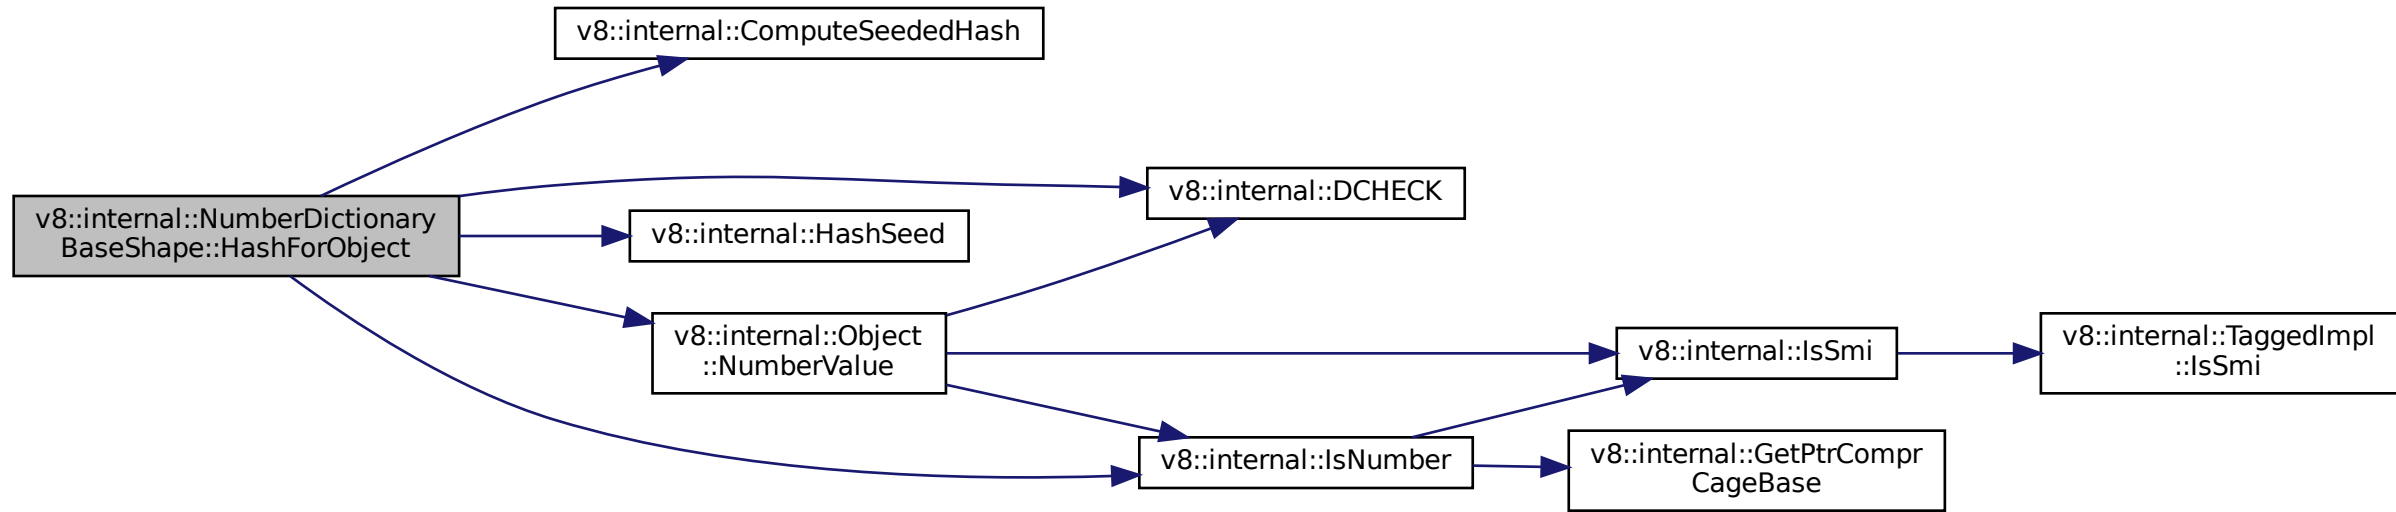 v8::internal::ComputeSeededHash
v8::internal::DCHECK
v8::internal::NumberDictionary
BaseShape::HashForObject
v8::internal::HashSeed
v8::internal::Object
::NumberValue
v8::internal::IsSmi
v8::internal::TaggedImpl
::IsSmi
v8::internal::IsNumber
v8::internal::GetPtrCompr
CageBase